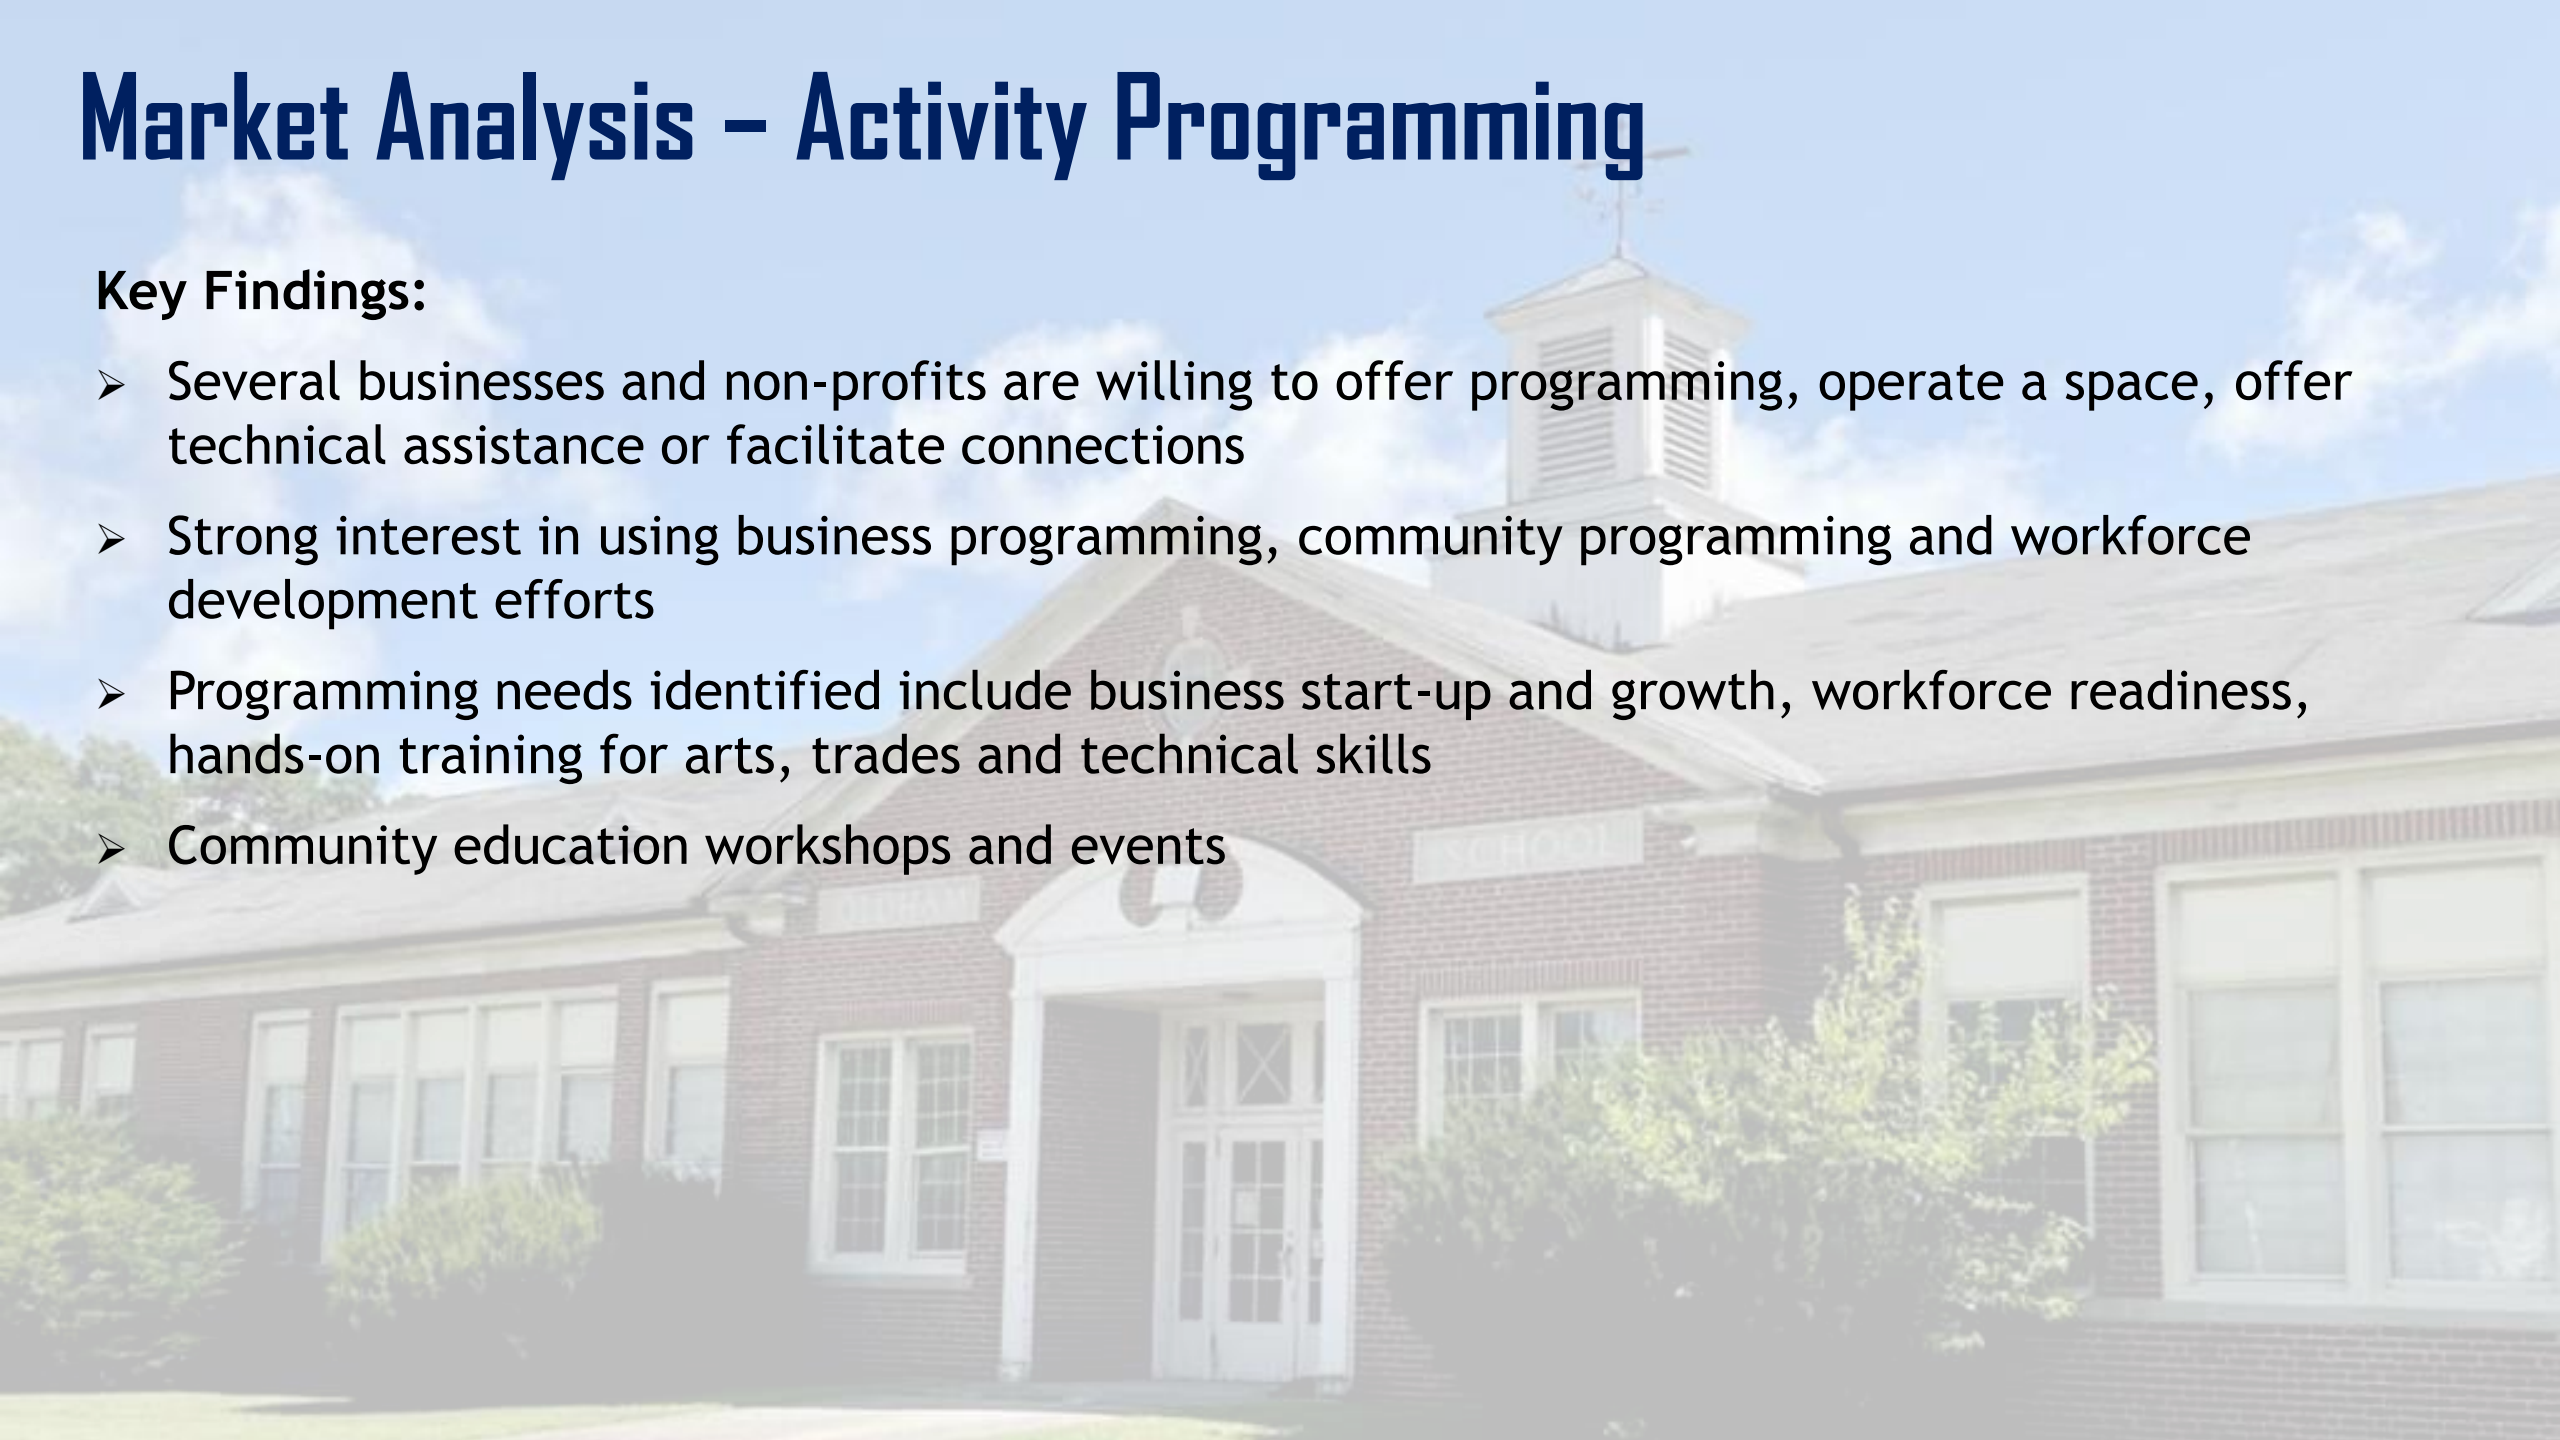 Market Analysis – Activity Programming
Key Findings:
➢ Several businesses and non-profits are willing to offer programming, operate a space, offer
technical assistance or facilitate connections
➢ Strong interest in using business programming, community programming and workforce
development efforts
➢ Programming needs identified include business start-up and growth, workforce readiness,
hands-on training for arts, trades and technical skills
➢ Community education workshops and events
OLDHAM
SCHOOL